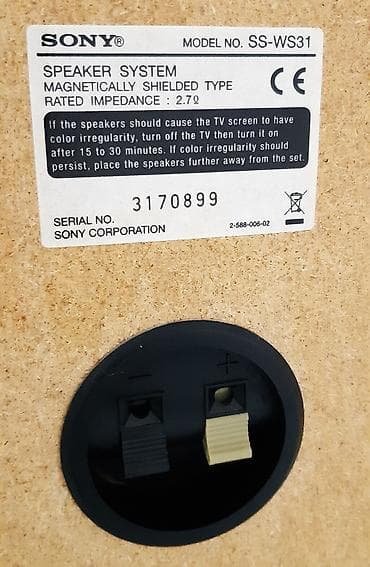 SONY®
MODEL NO. SS-WS31
SPEAKER SYSTEM
MAGNETICALLY SHIELDED TYPE
RATED IMPEDANCE : 2.7Ω
CE
If the speakers should cause the TV screen to have
color irregularity, turn off the TV then turn it on
after 15 to 30 minutes. If color irregularity should
persist, place the speakers further away from the set.
3170899
SERIAL NO.
SONY CORPORATION
2-588-006-02
− +